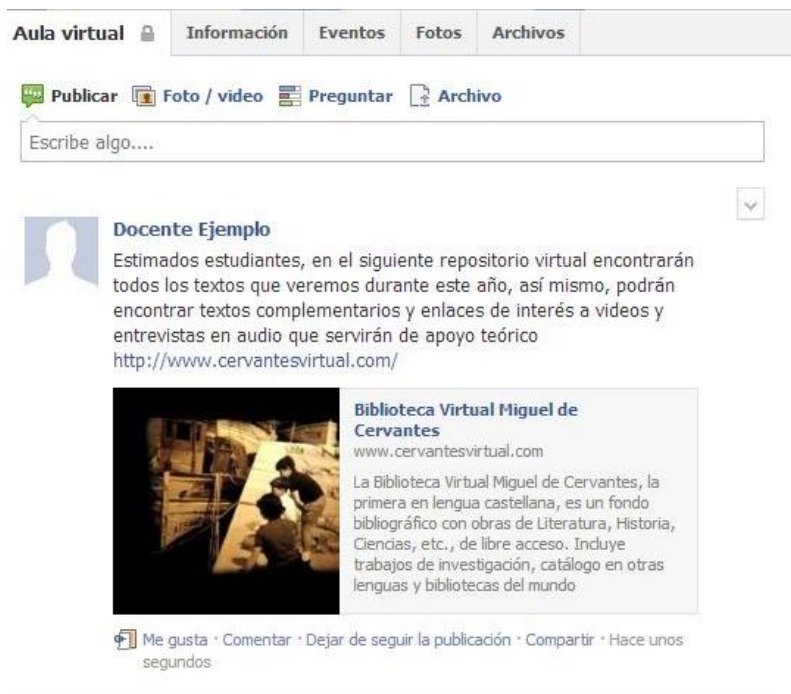 Aula virtual Información Eventos Fotos Archivos
Publicar Foto / video Preguntar Archivo
Escribe algo....
Docente Ejemplo
Estimados estudiantes, en el siguiente repositorio virtual encontrarán
todos los textos que veremos durante este año, así mismo, podrán
encontrar textos complementarios y enlaces de interés a videos y
entrevistas en audio que servirán de apoyo teórico
http://www.cervantesvirtual.com/
Biblioteca Virtual Miguel de
Cervantes
www.cervantesvirtual.com
La Biblioteca Virtual Miguel de Cervantes, la
primera en lengua castellana, es un fondo
bibliográfico con obras de Literatura, Historia,
Ciencias, etc., de libre acceso. Incluye
trabajos de investigación, catálogo en otras
lenguas y bibliotecas del mundo
Me gusta · Comentar · Dejar de seguir la publicación · Compartir · Hace unos
segundos